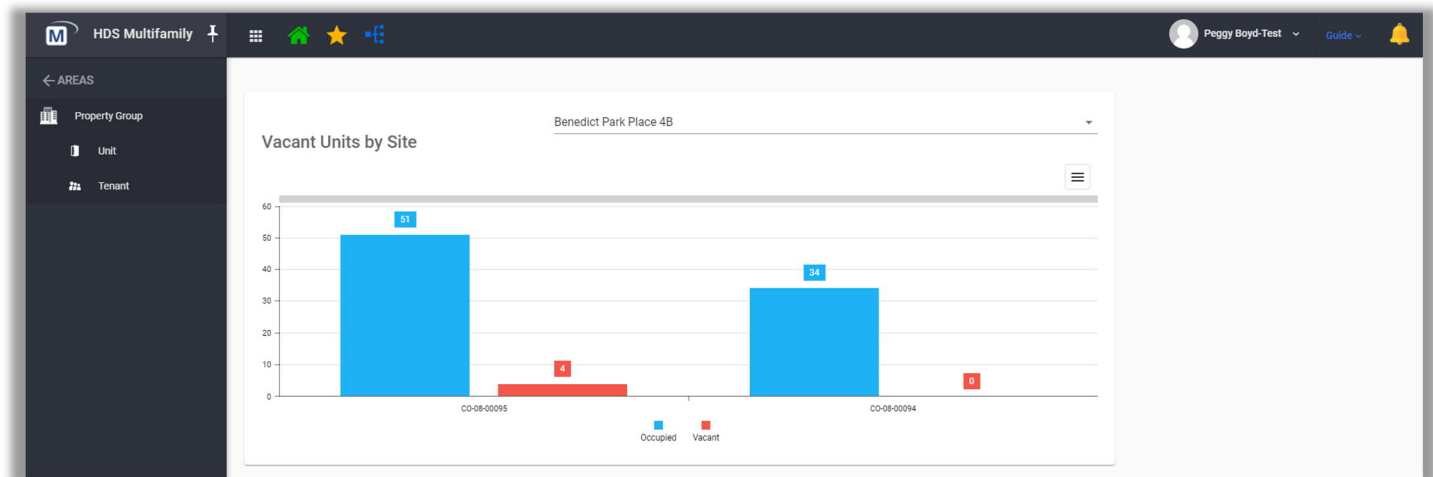 M HDS Multifamily
Peggy Boyd-Test Guide
AREAS
Property Group
Unit
Tenant
Benedict Park Place 4B
Vacant Units by Site
60
50
40
30
20
10
0
51
4
34
0
CO-08-00095 CO-08-00094
Occupied Vacant